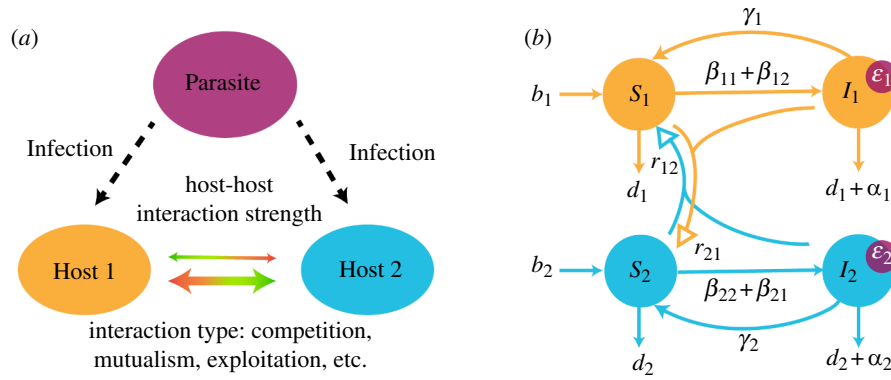 (a)
Parasite
Infection
Infection
host-host
interaction strength
Host 1
Host 2
interaction type: competition,
mutualism, exploitation, etc.
(b)
γ₁
b₁
S₁
β₁₁ + β₁₂
I₁
ε₁
r₁₂
d₁
d₁ + α₁
r₂₁
b₂
S₂
β₂₂ + β₂₁
I₂
ε₂
γ₂
d₂
d₂ + α₂